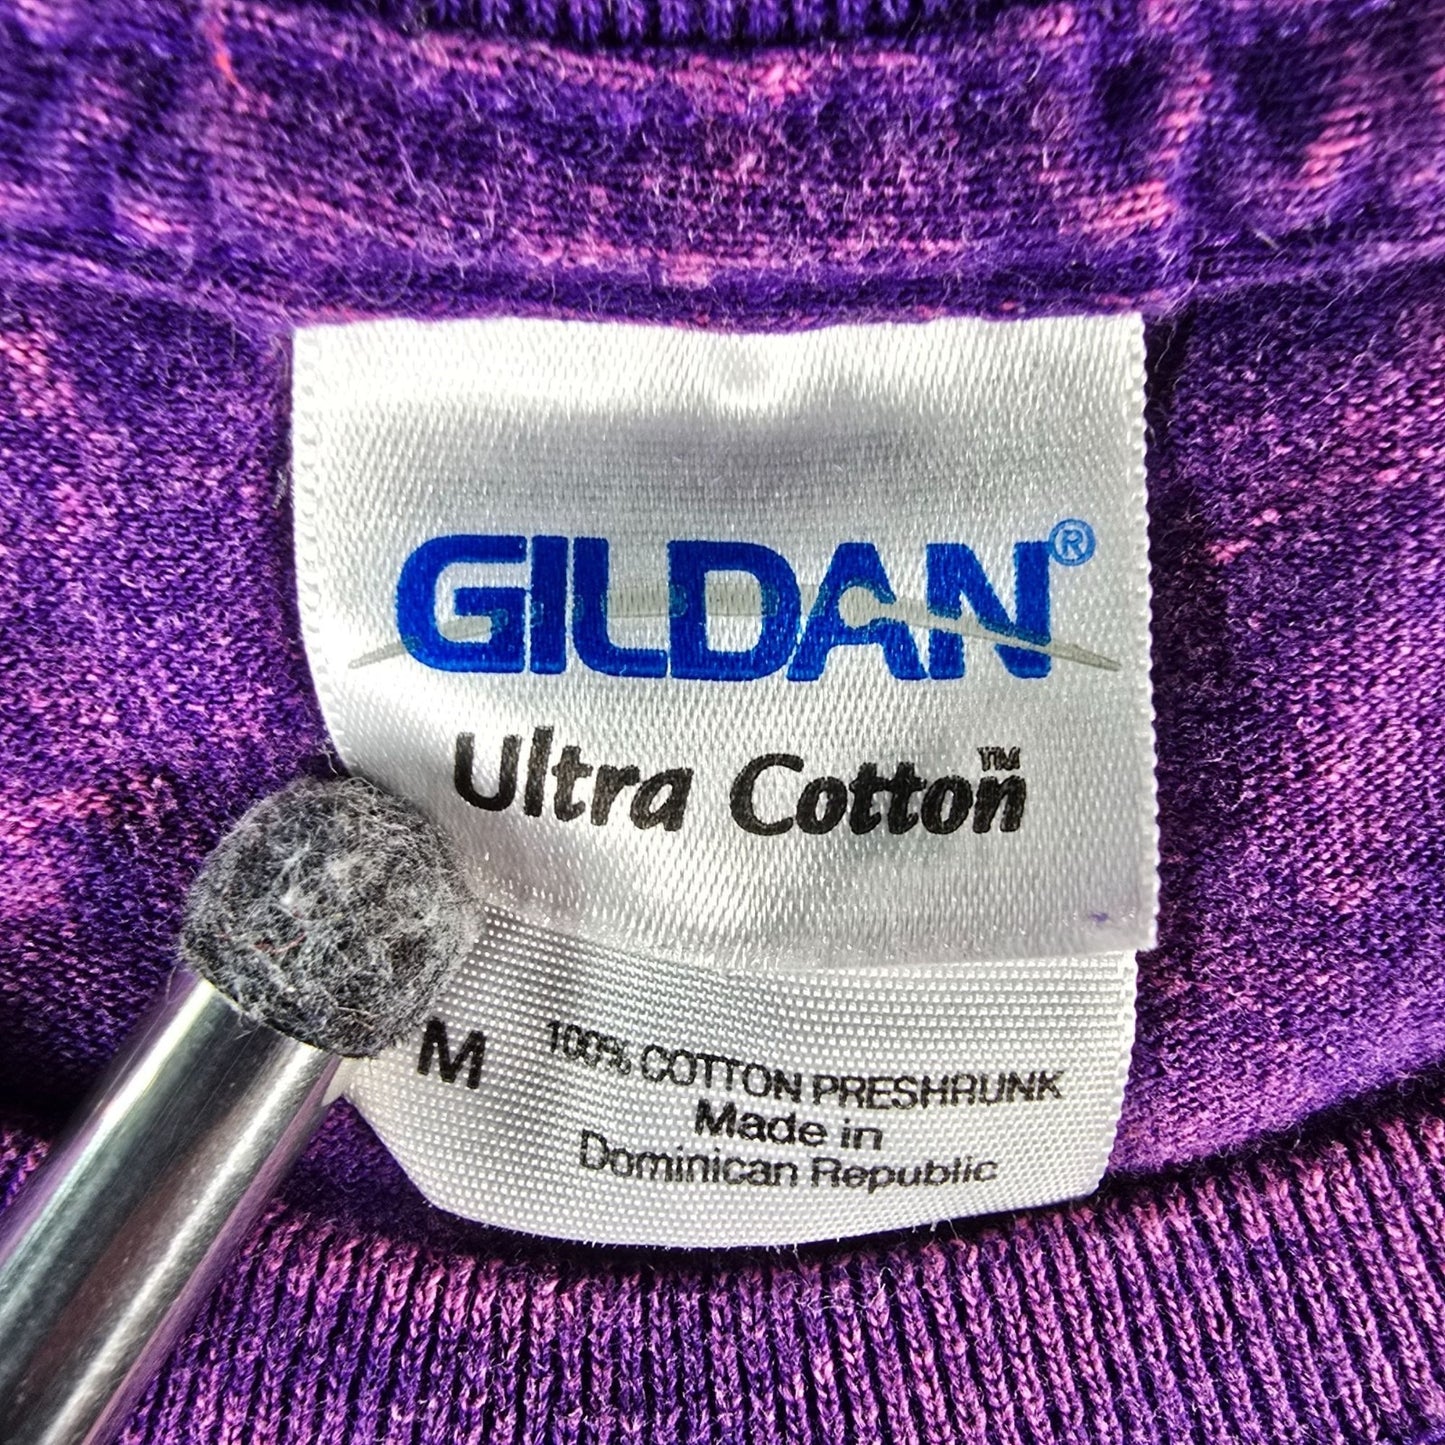 GILDAN®
Ultra Cotton™
M 100% COTTON PRESHRUNK
Made in
Dominican Republic